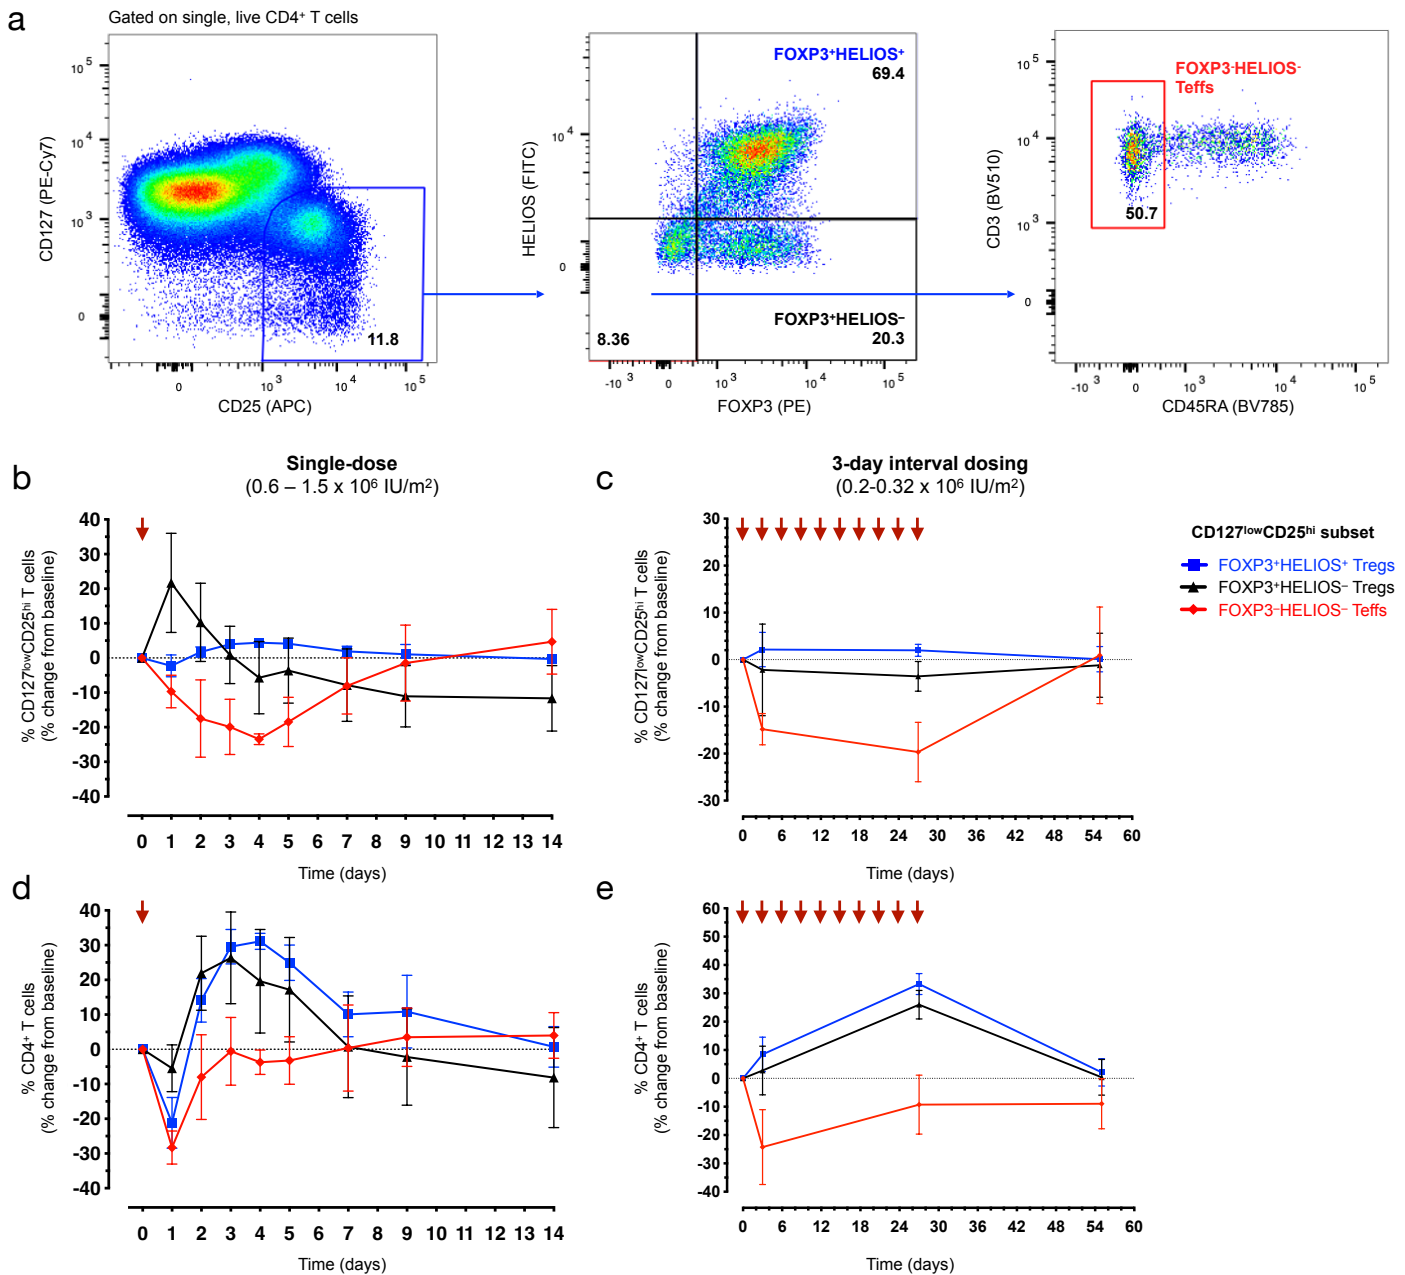 a
Gated on single, live CD4⁺ T cells
10⁵
10⁴
10³
0
CD127 (PE-Cy7)
11.8
0
10³
10⁴
10⁵
CD25 (APC)
FOXP3⁺HELIOS⁺
69.4
10⁴
0
HELIOS (FITC)
8.36
FOXP3⁺HELIOS⁻
20.3
-10³
0
10³
10⁴
10⁵
FOXP3 (PE)
FOXP3⁻HELIOS⁻
Teffs
10⁵
10⁴
10³
0
CD3 (BV510)
50.7
-10³
0
10³
10⁴
10⁵
CD45RA (BV785)
b
Single-dose
(0.6 – 1.5 x 10⁶ IU/m²)
% CD127ˡᵒʷCD25ʰⁱ T cells
(% change from baseline)
40
30
20
10
0
-10
-20
-30
-40
0 1 2 3 4 5 6 7 8 9 10 11 12 13 14
Time (days)
c
3-day interval dosing
(0.2-0.32 x 10⁶ IU/m²)
% CD127ˡᵒʷCD25ʰⁱ T cells
(% change from baseline)
30
20
10
0
-10
-20
-30
0 6 12 18 24 30 36 42 48 54 60
Time (days)
CD127ˡᵒʷCD25ʰⁱ subset
FOXP3⁺HELIOS⁺ Tregs
FOXP3⁺HELIOS⁻ Tregs
FOXP3⁻HELIOS⁻ Teffs
d
% CD4⁺ T cells
(% change from baseline)
40
30
20
10
0
-10
-20
-30
-40
0 1 2 3 4 5 6 7 8 9 10 11 12 13 14
Time (days)
e
% CD4⁺ T cells
(% change from baseline)
60
50
40
30
20
10
0
-10
-20
-30
-40
0 6 12 18 24 30 36 42 48 54 60
Time (days)